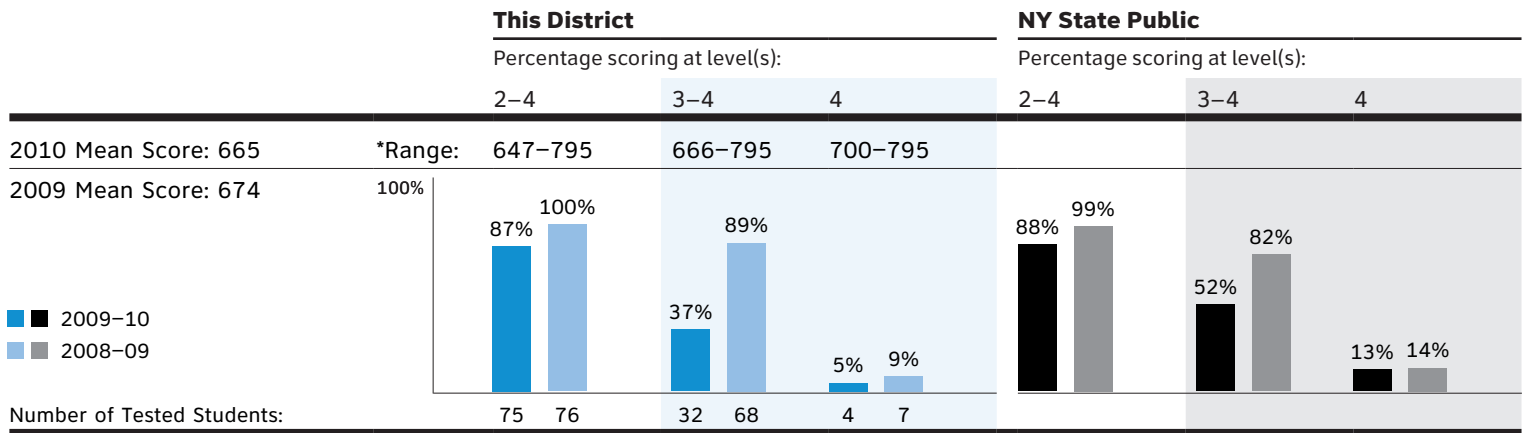 This District NY State Public
Percentage scoring at level(s): Percentage scoring at level(s):
2–4 3–4 4 2–4 3–4 4
2010 Mean Score: 665 *Range: 647–795 666–795 700–795
2009 Mean Score: 674 100%
87% 100% 37% 89% 5% 9% 88% 99% 52% 82% 13% 14%
2009–10
2008–09
Number of Tested Students: 75 76 32 68 4 7